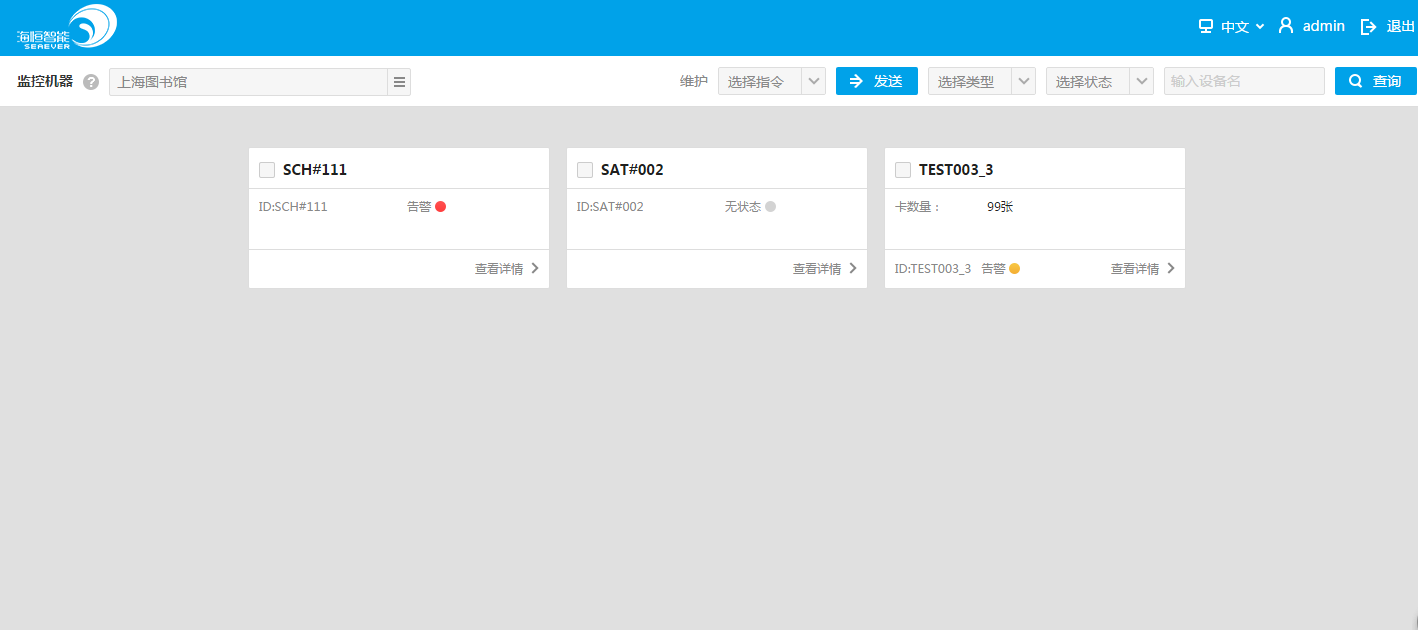 海恒智能
SEAEVER
中文
admin
退出
监控机器 ?
上海图书馆
维护
选择指令
发送
选择类型
选择状态
输入设备名
查询
SCH#111
ID:SCH#111 告警
查看详情
SAT#002
ID:SAT#002 无状态
查看详情
TEST003_3
卡数量： 99张
ID:TEST003_3 告警 查看详情